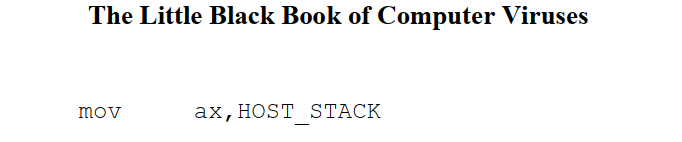 The Little Black Book of Computer Viruses
mov ax,HOST_STACK